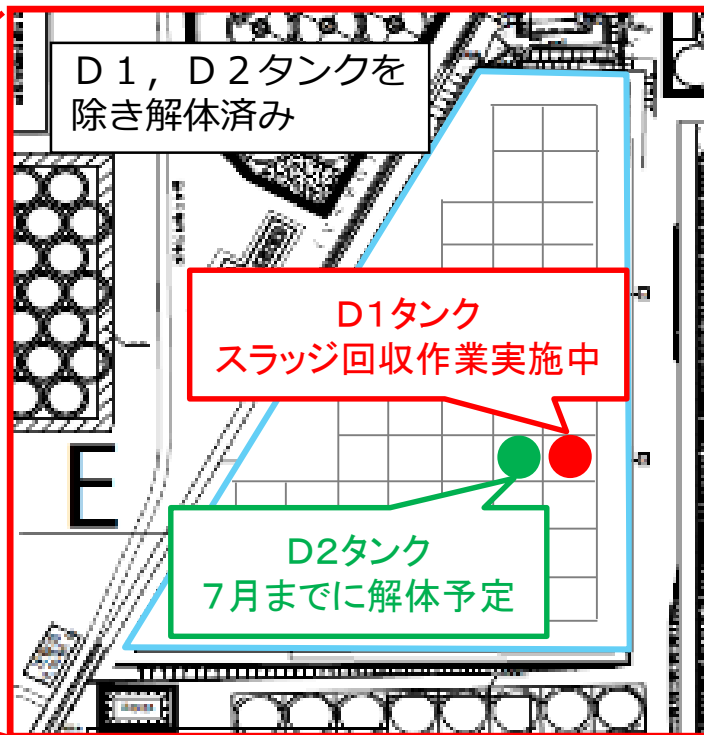 Ｄ１，Ｄ２タンクを
除き解体済み
Ｄ１タンク
スラッジ回収作業実施中
E
Ｄ２タンク
７月までに解体予定